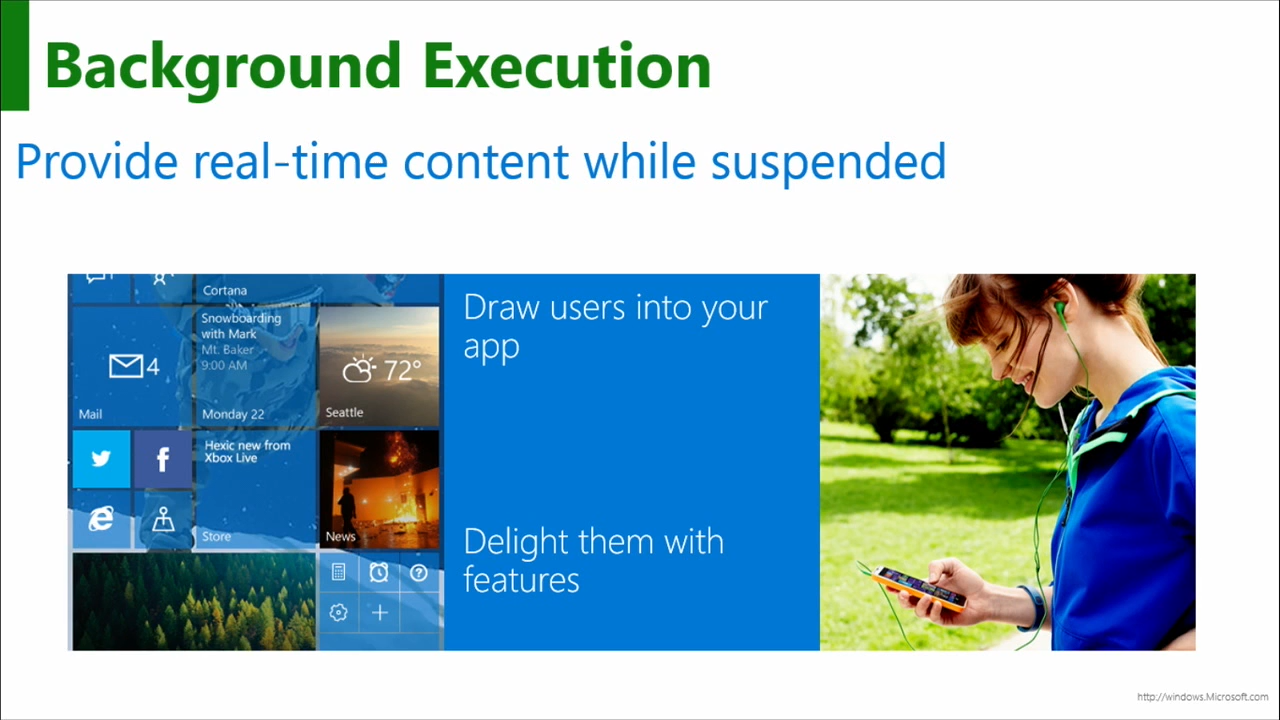 Background Execution
Provide real-time content while suspended
Cortana
Snowboarding
with Mark
Mt. Baker
9:00 AM
4
72°
Mail
Monday 22
Seattle
Hexic new from
Xbox Live
f
Store
News
Draw users into your
app
Delight them with
features
http://windows.Microsoft.com